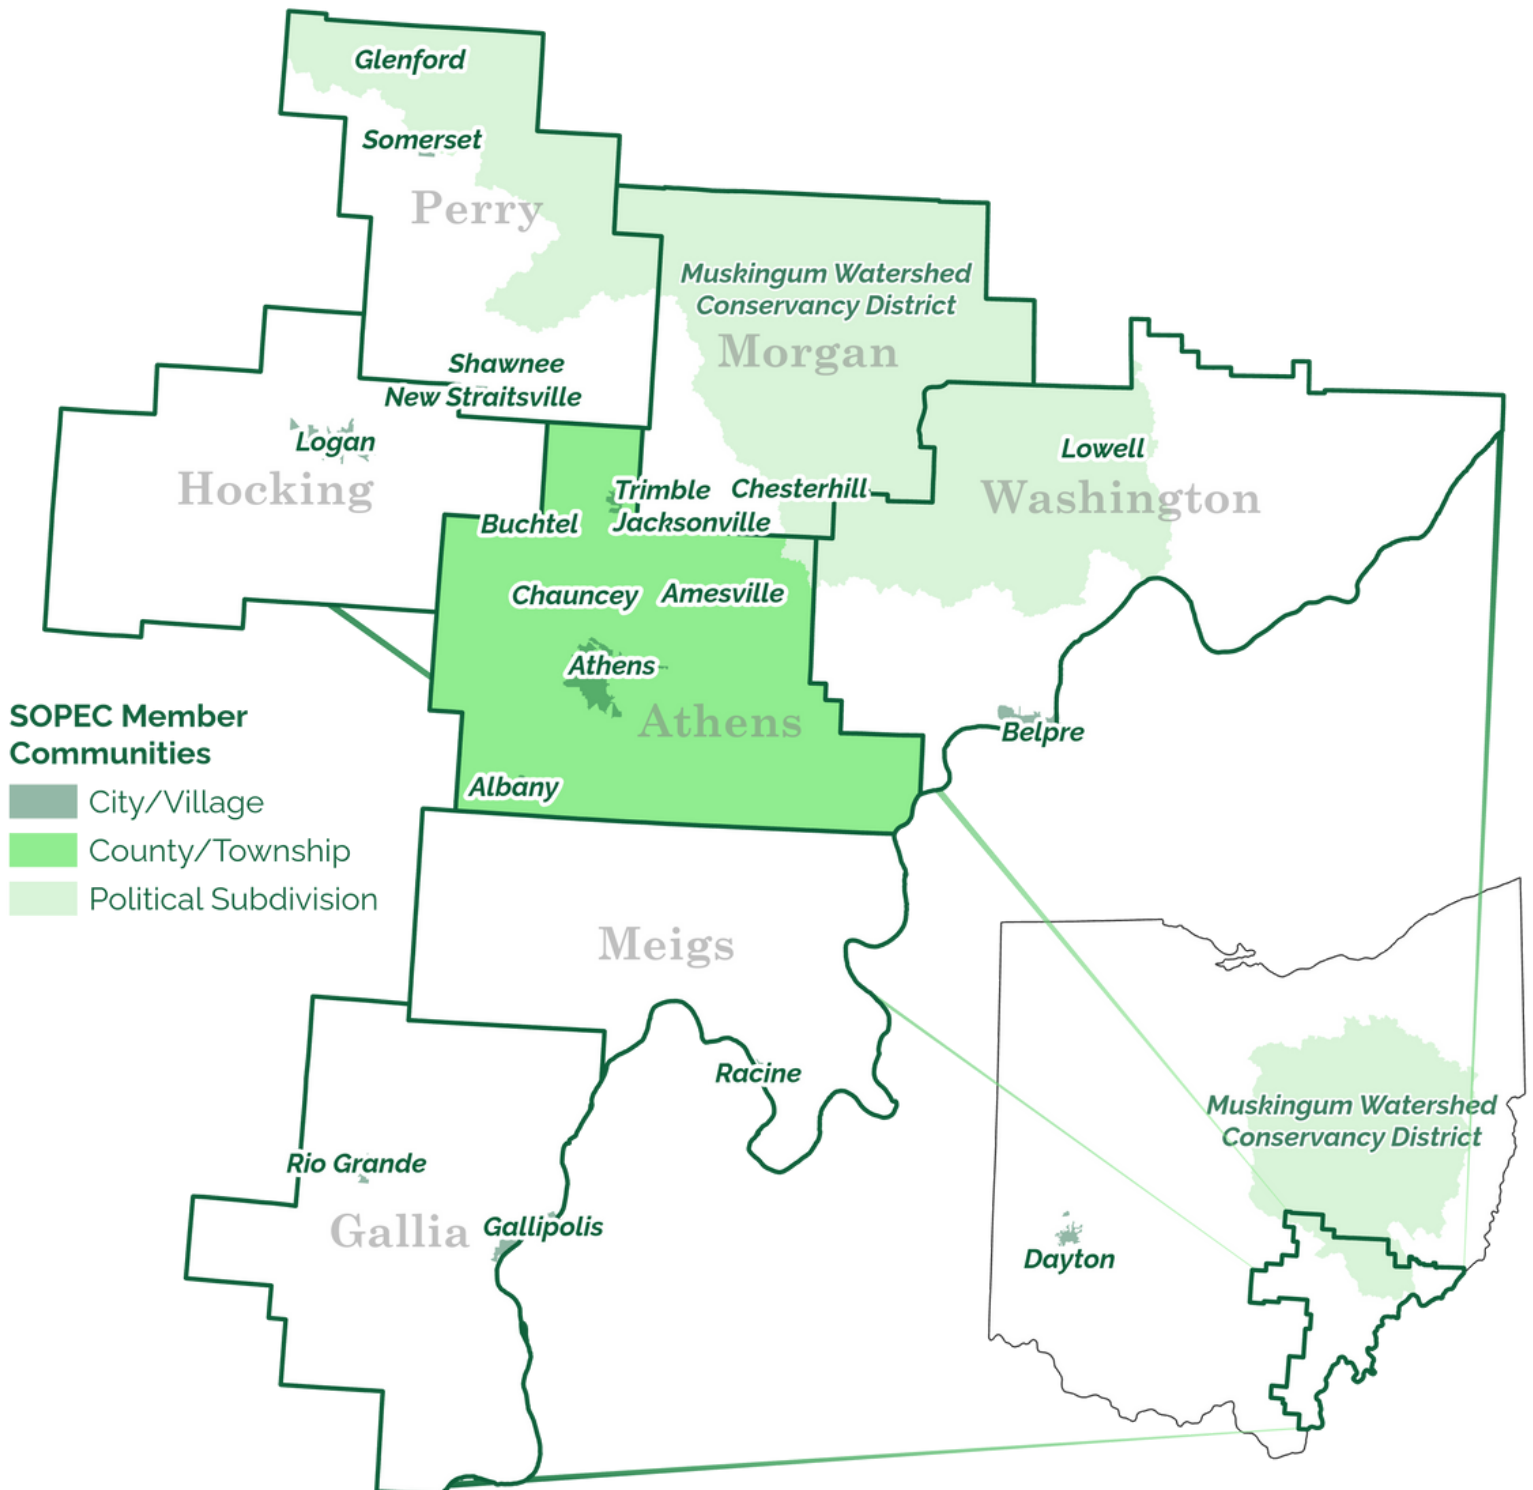 Glenford
Somerset
Perry
Muskingum Watershed
Conservancy District
Morgan
Shawnee
New Straitsville
Logan
Hocking
Lowell
Washington
Trimble
Chesterhill
Buchtel
Jacksonville
Chauncey
Amesville
Athens
Athens
Belpre
Albany
SOPEC Member
Communities
City/Village
County/Township
Political Subdivision
Meigs
Racine
Rio Grande
Gallia
Gallipolis
Muskingum Watershed
Conservancy District
Dayton